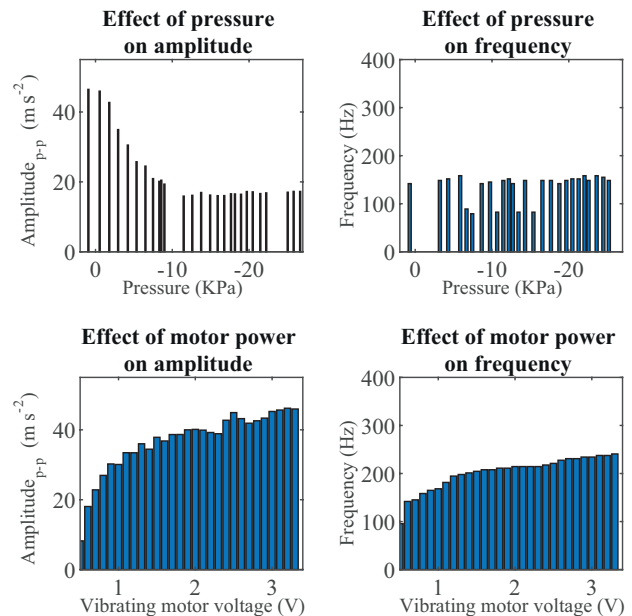 Effect of pressure
on amplitude
Amplitude p-p (m s-2)
40
20
0
0
-10
-20
Pressure (KPa)
Effect of pressure
on frequency
Frequency (Hz)
400
300
200
100
0
0
-10
-20
Pressure (KPa)
Effect of motor power
on amplitude
Amplitude p-p (m s-2)
40
20
0
1
2
3
Vibrating motor voltage (V)
Effect of motor power
on frequency
Frequency (Hz)
400
300
200
100
0
1
2
3
Vibrating motor voltage (V)